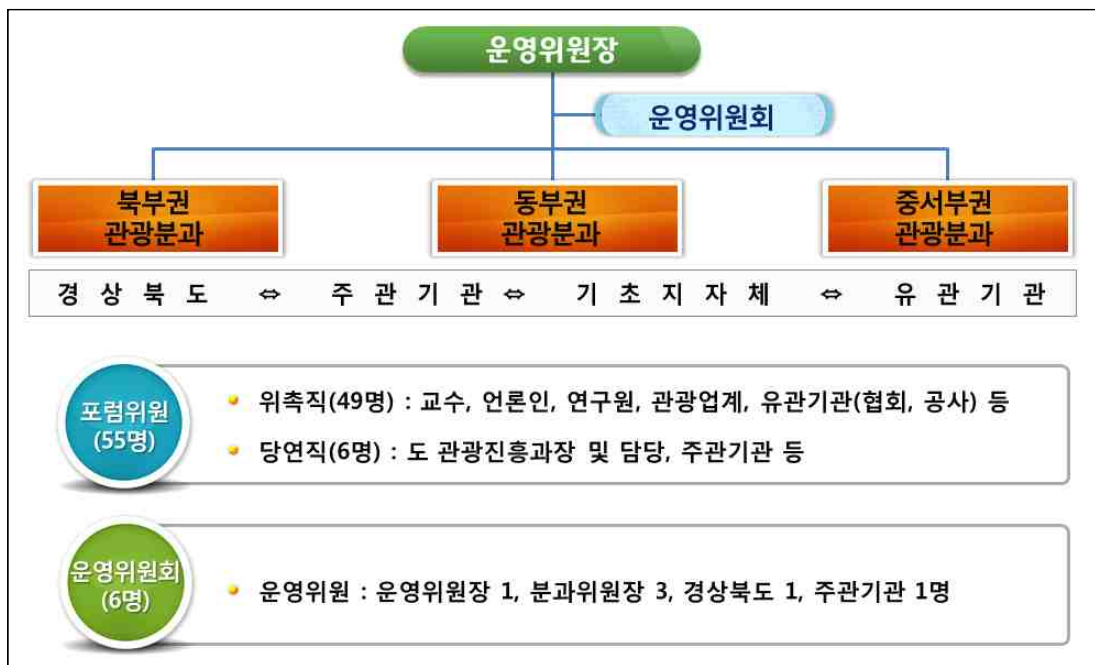 운영위원장
운영위원회
북부권
관광분과
동부권
관광분과
중서부권
관광분과
경 상 북 도 ⇔ 주 관 기 관 ⇔ 기 초 지 자 체 ⇔ 유 관 기 관
포럼위원
(55명)
위촉직(49명) : 교수, 언론인, 연구원, 관광업계, 유관기관(협회, 공사) 등
당연직(6명) : 도 관광진흥과장 및 담당, 주관기관 등
운영위원회
(6명)
운영위원 : 운영위원장 1, 분과위원장 3, 경상북도 1, 주관기관 1명